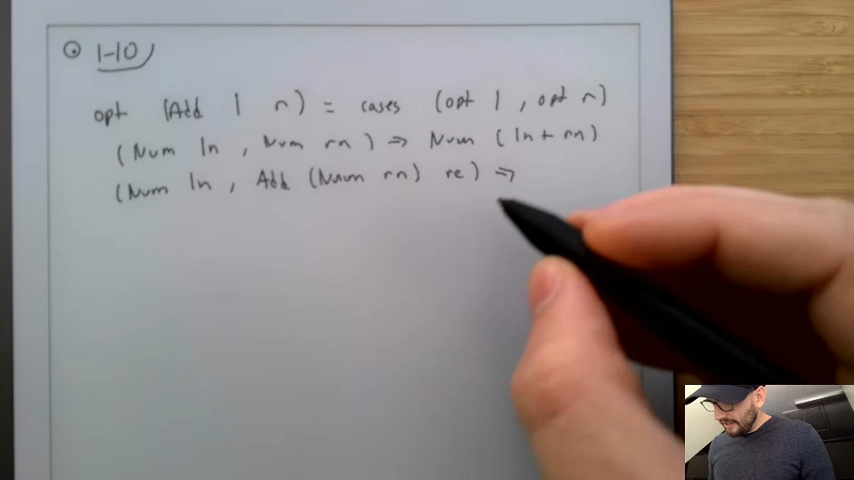 1-10
opt (Add l r) = cases (opt l, opt r)
(Num ln, Num rn) => Num (ln + rn)
(Num ln, Add (Num rn) re) =>